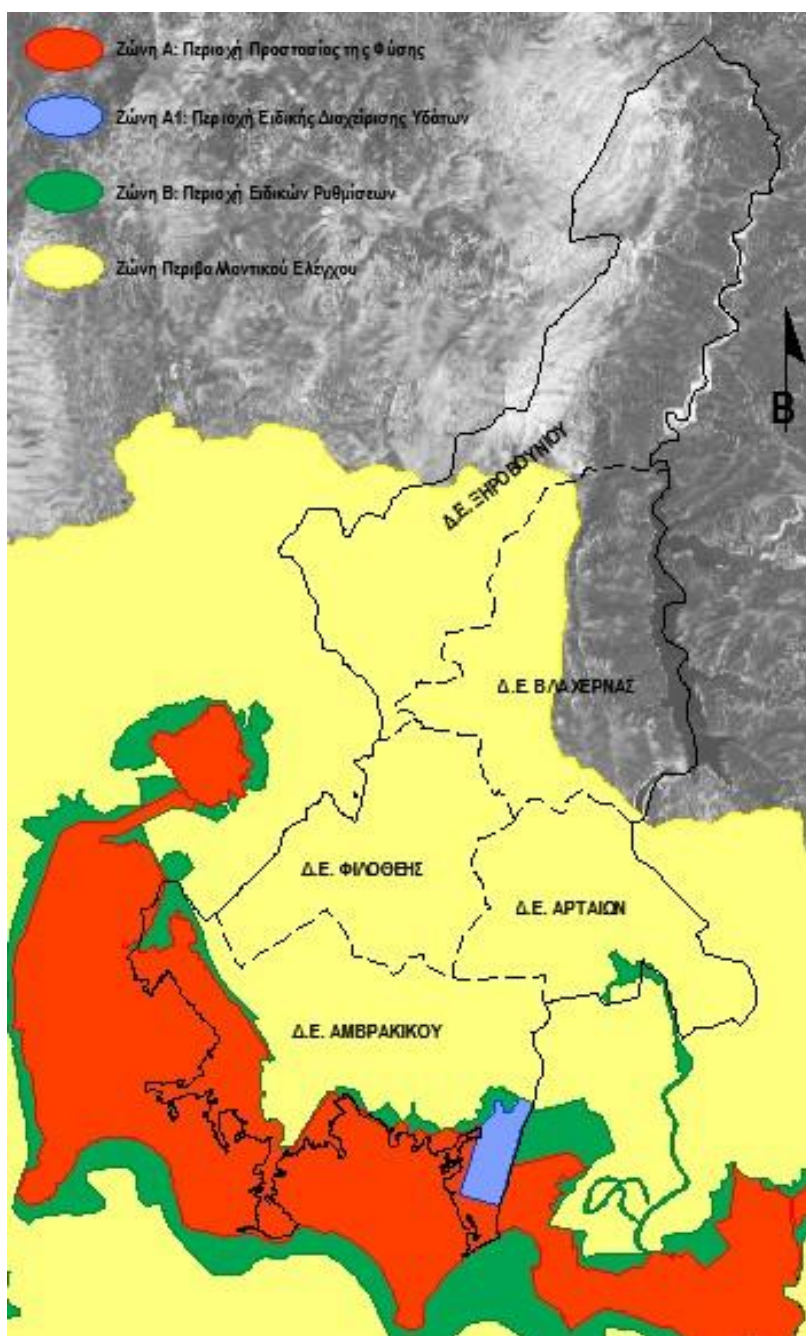 Ζώνη Α: Περιοχή Προστασίας της Φύσης
Ζώνη Α1: Περιοχή Ειδικής Διαχείρισης Υδάτων
Ζώνη Β: Περιοχή Ειδικών Ρυθμίσεων
Ζώνη Περιβαλλοντικού Ελέγχου
Β
Δ.Ε. ΞΗΡΟΒΟΥΝΙΟΥ
Δ.Ε. ΒΛΑΧΕΡΝΑΣ
Δ.Ε. ΦΙΛΟΘΕΗΣ
Δ.Ε. ΑΡΤΑΙΩΝ
Δ.Ε. ΑΜΒΡΑΚΙΚΟΥ